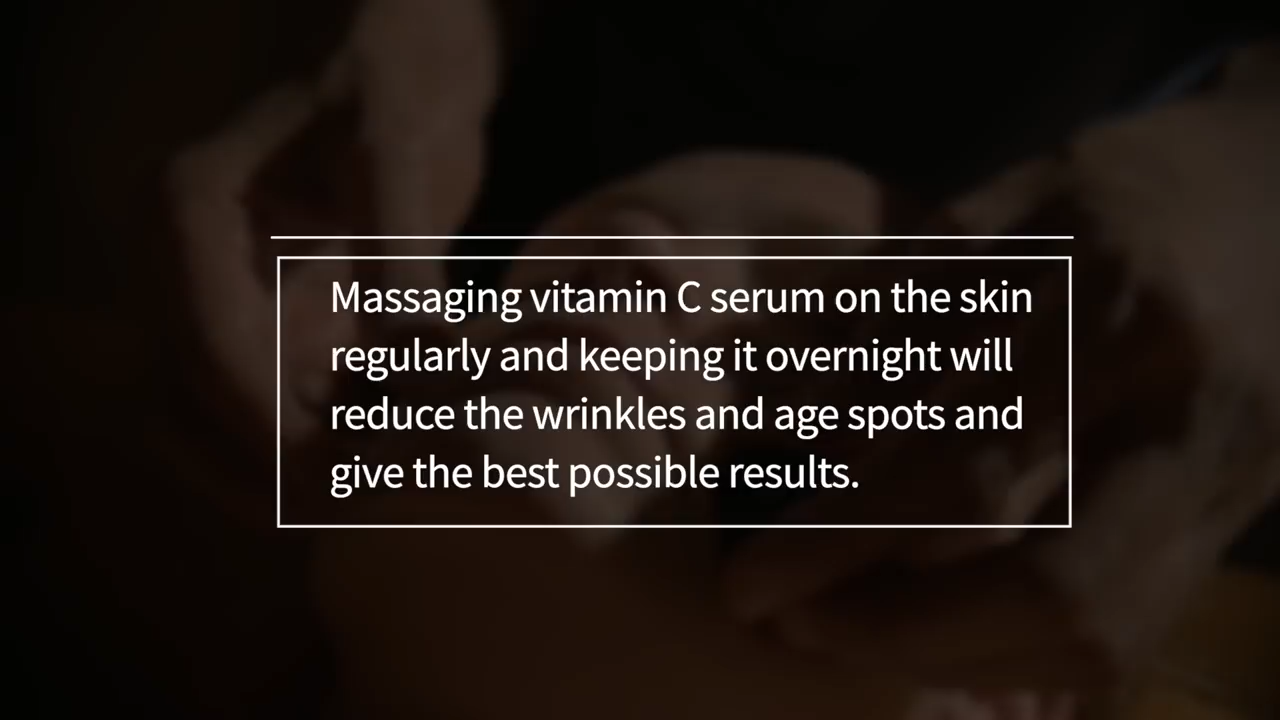 Massaging vitamin C serum on the skin
regularly and keeping it overnight will
reduce the wrinkles and age spots and
give the best possible results.